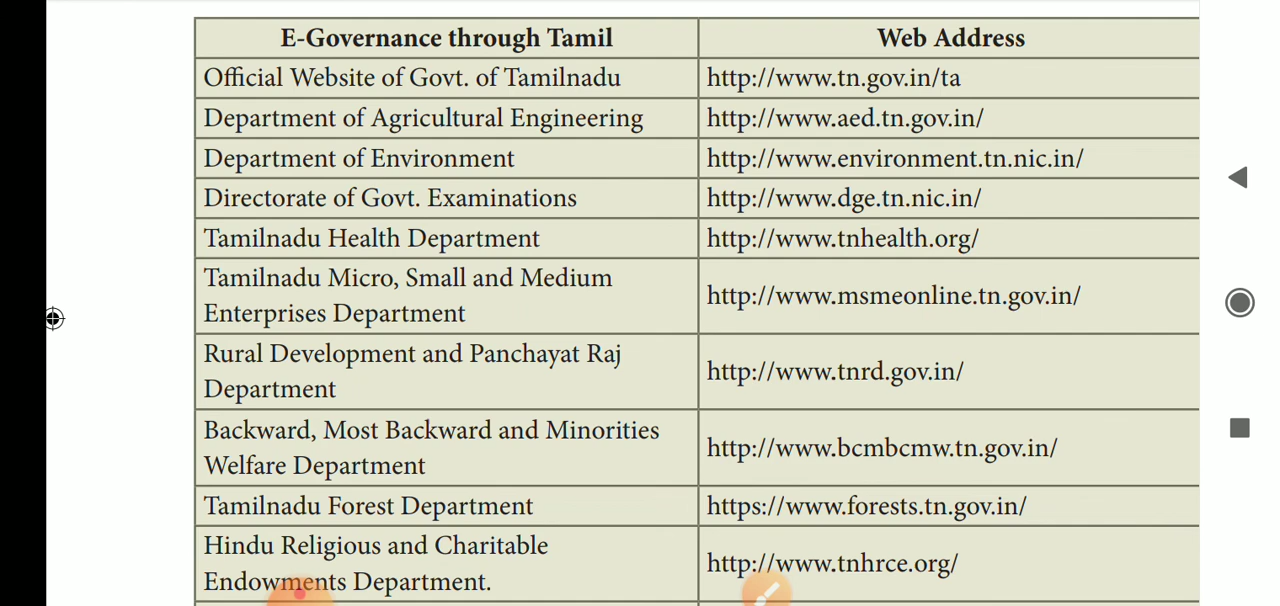 E-Governance through Tamil Web Address
Official Website of Govt. of Tamilnadu http://www.tn.gov.in/ta
Department of Agricultural Engineering http://www.aed.tn.gov.in/
Department of Environment http://www.environment.tn.nic.in/
Directorate of Govt. Examinations http://www.dge.tn.nic.in/
Tamilnadu Health Department http://www.tnhealth.org/
Tamilnadu Micro, Small and Medium
Enterprises Department
http://www.msmeonline.tn.gov.in/
Rural Development and Panchayat Raj
Department
http://www.tnrd.gov.in/
Backward, Most Backward and Minorities
Welfare Department
http://www.bcmbcmw.tn.gov.in/
Tamilnadu Forest Department https://www.forests.tn.gov.in/
Hindu Religious and Charitable
Endowments Department.
http://www.tnhrce.org/